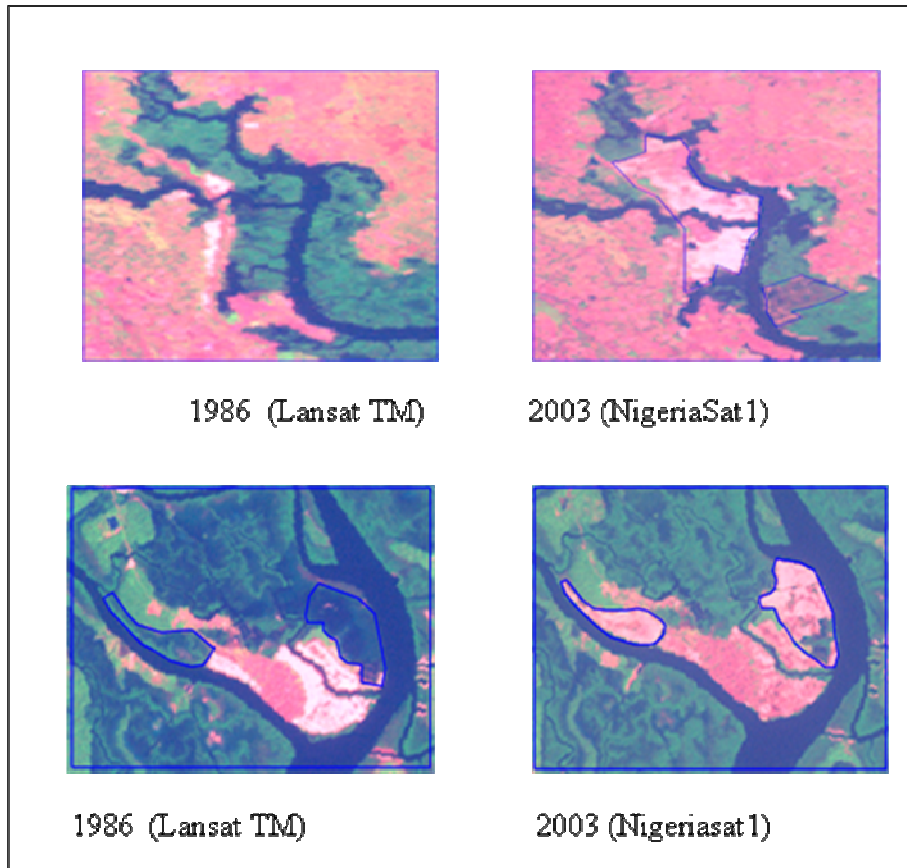 1986 (Lansat TM)
2003 (NigeriaSat1)
1986 (Lansat TM)
2003 (Nigeriasat1)